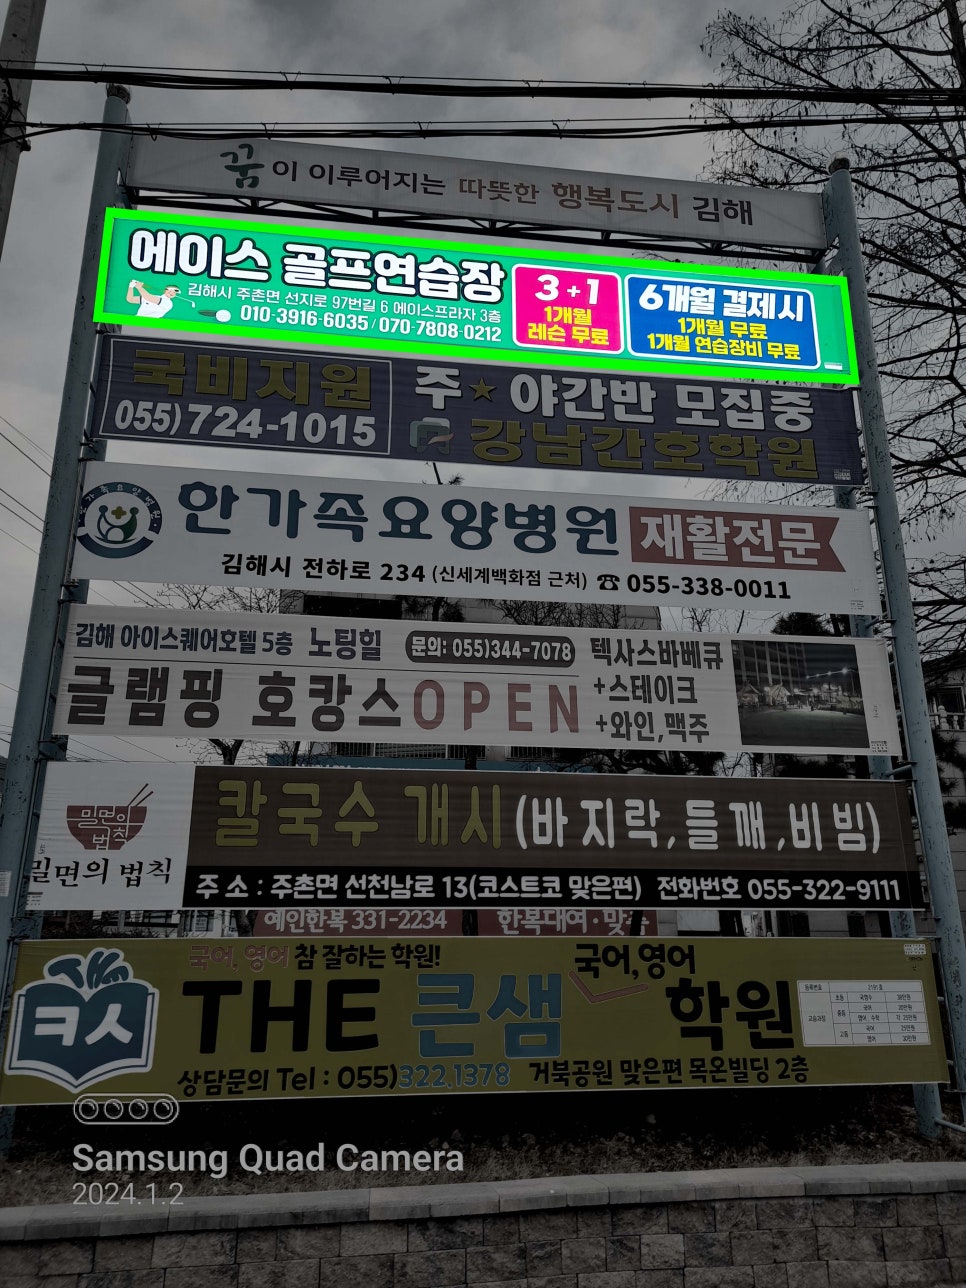 꿈이 이루어지는 따뜻한 행복도시 김해
에이스 골프연습장
김해시 주촌면 선지로 97번길 6 에이스프라자 3층
010-3916-6035 / 070-7808-0212
3+1
1개월
레슨 무료
6개월 결제시
1개월 무료
1개월 연습장비 무료
국비지원
055)724-1015
주★야간반 모집중
강남간호학원
한가족요양병원
한가족요양병원 재활전문
김해시 전하로 234 (신세계백화점 근처) ☎ 055-338-0011
김해 아이스퀘어호텔 5층 노팅힐 문의: 055)344-7078
글램핑 호캉스 OPEN
텍사스바베큐
+스테이크
+와인,맥주
밀면의
법칙
밀면의 법칙
칼국수 개시(바지락,들깨,비빔)
주소 : 주촌면 선천남로 13(코스트코 맞은편) 전화번호 055-322-9111
예인한복 331-2234 한복대여·맞춤
ㅋㅅ
국어, 영어 참 잘하는 학원!
THE 큰샘 국어,영어 학원
상담문의 Tel : 055)322.1378 거북공원 맞은편 목온빌딩 2층
Samsung Quad Camera
2024.1.2